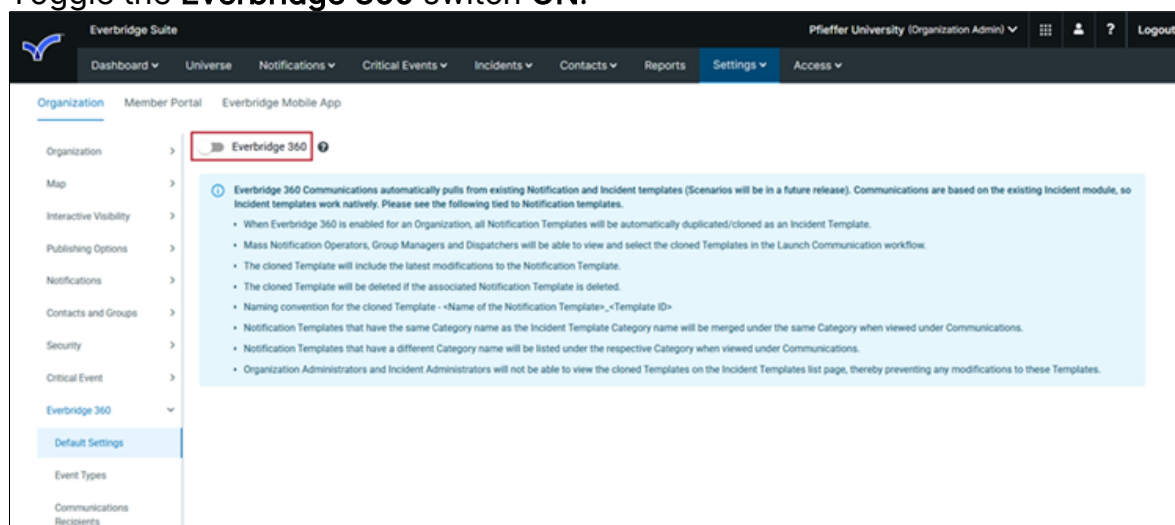 Toggle the Everbridge 360 switch ON.
Everbridge Suite
Pfieffer University (Organization Admin)
?
Logout
Dashboard
Universe
Notifications
Critical Events
Incidents
Contacts
Reports
Settings
Access
Organization
Member Portal
Everbridge Mobile App
Organization
Map
Interactive Visibility
Publishing Options
Notifications
Contacts and Groups
Security
Critical Event
Everbridge 360
Default Settings
Event Types
Communications
Recipients
Everbridge 360 ?
Everbridge 360 Communications automatically pulls from existing Notification and Incident templates (Scenarios will be in a future release). Communications are based on the existing Incident module, so
Incident templates work natively. Please see the following tied to Notification templates.
• When Everbridge 360 is enabled for an Organization, all Notification Templates will be automatically duplicated/cloned as an Incident Template.
• Mass Notification Operators, Group Managers and Dispatchers will be able to view and select the cloned Templates in the Launch Communication workflow.
• The cloned Template will include the latest modifications to the Notification Template.
• The cloned Template will be deleted if the associated Notification Template is deleted.
• Naming convention for the cloned Template - <Name of the Notification Template>_<Template ID>
• Notification Templates that have the same Category name as the Incident Template Category name will be merged under the same Category when viewed under Communications.
• Notification Templates that have a different Category name will be listed under the respective Category when viewed under Communications.
• Organization Administrators and Incident Administrators will not be able to view the cloned Templates on the Incident Templates list page, thereby preventing any modifications to these Templates.